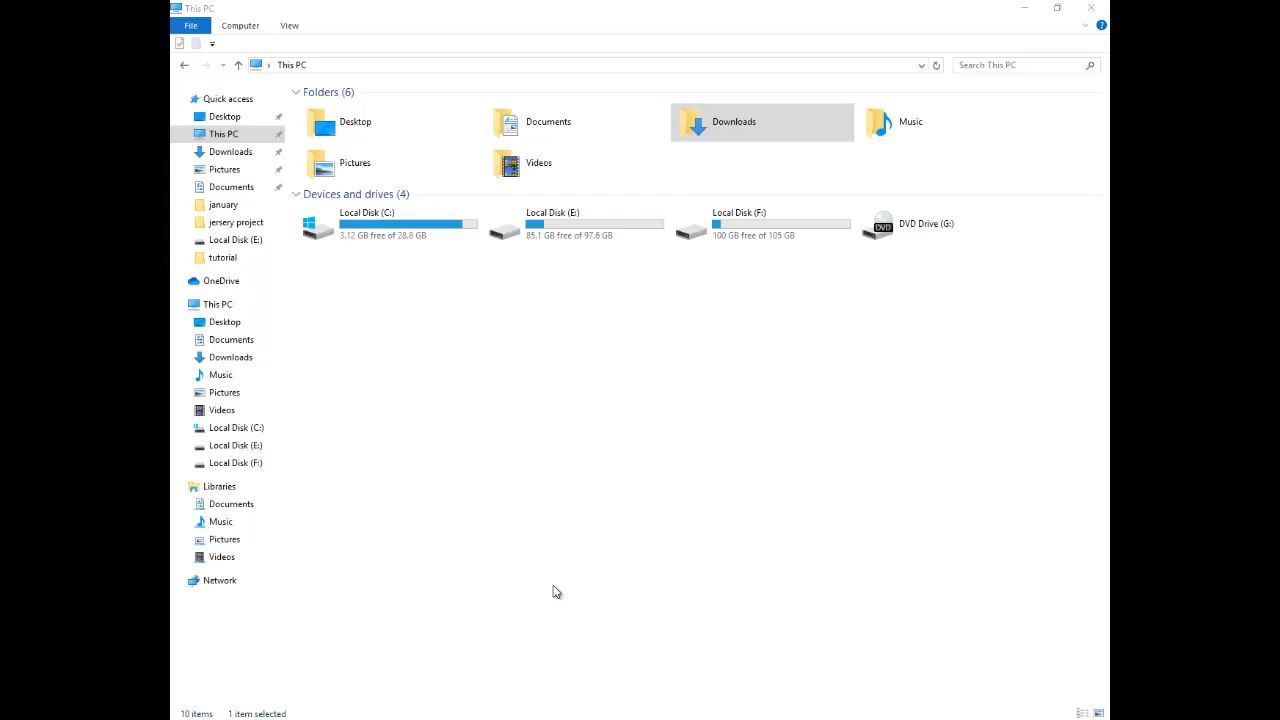 This PC
File Computer View
This PC
Search This PC
Quick access
Desktop
This PC
Downloads
Pictures
Documents
january
jersery project
Local Disk (E:)
tutorial
OneDrive
This PC
Desktop
Documents
Downloads
Music
Pictures
Videos
Local Disk (C:)
Local Disk (E:)
Local Disk (F:)
Libraries
Documents
Music
Pictures
Videos
Network
Folders (6)
Desktop Documents Downloads Music
Pictures Videos
Devices and drives (4)
Local Disk (C:)
3.12 GB free of 28.8 GB
Local Disk (E:)
85.1 GB free of 97.6 GB
Local Disk (F:)
100 GB free of 105 GB
DVD
DVD Drive (G:)
10 items 1 item selected